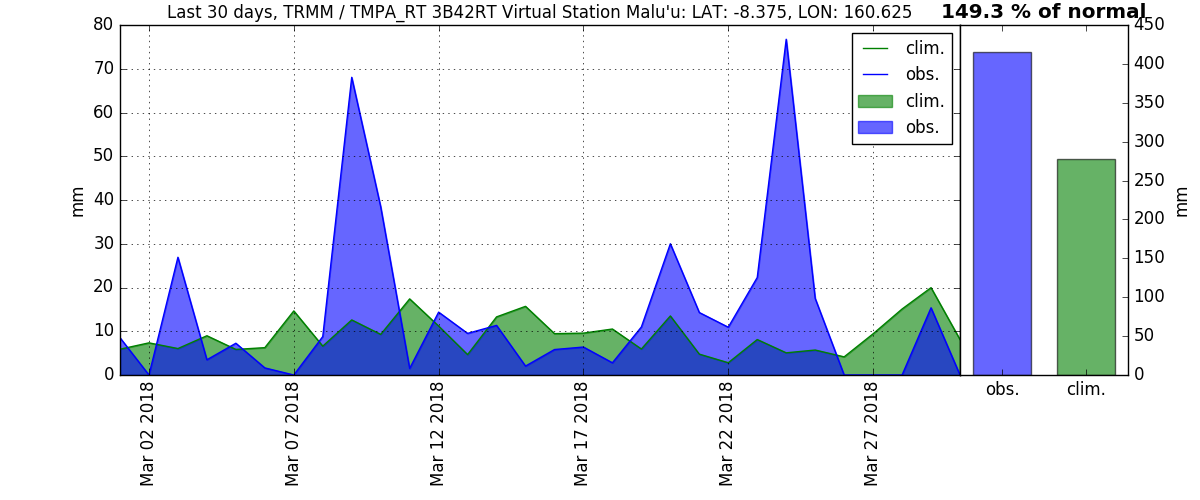 Last 30 days, TRMM / TMPA_RT 3B42RT Virtual Station Malu'u: LAT: -8.375, LON: 160.625
149.3 % of normal
clim.
obs.
clim.
obs.
mm
80
70
60
50
40
30
20
10
0
Mar 02 2018
Mar 07 2018
Mar 12 2018
Mar 17 2018
Mar 22 2018
Mar 27 2018
450
400
350
300
250
200
150
100
50
0
mm
obs.
clim.